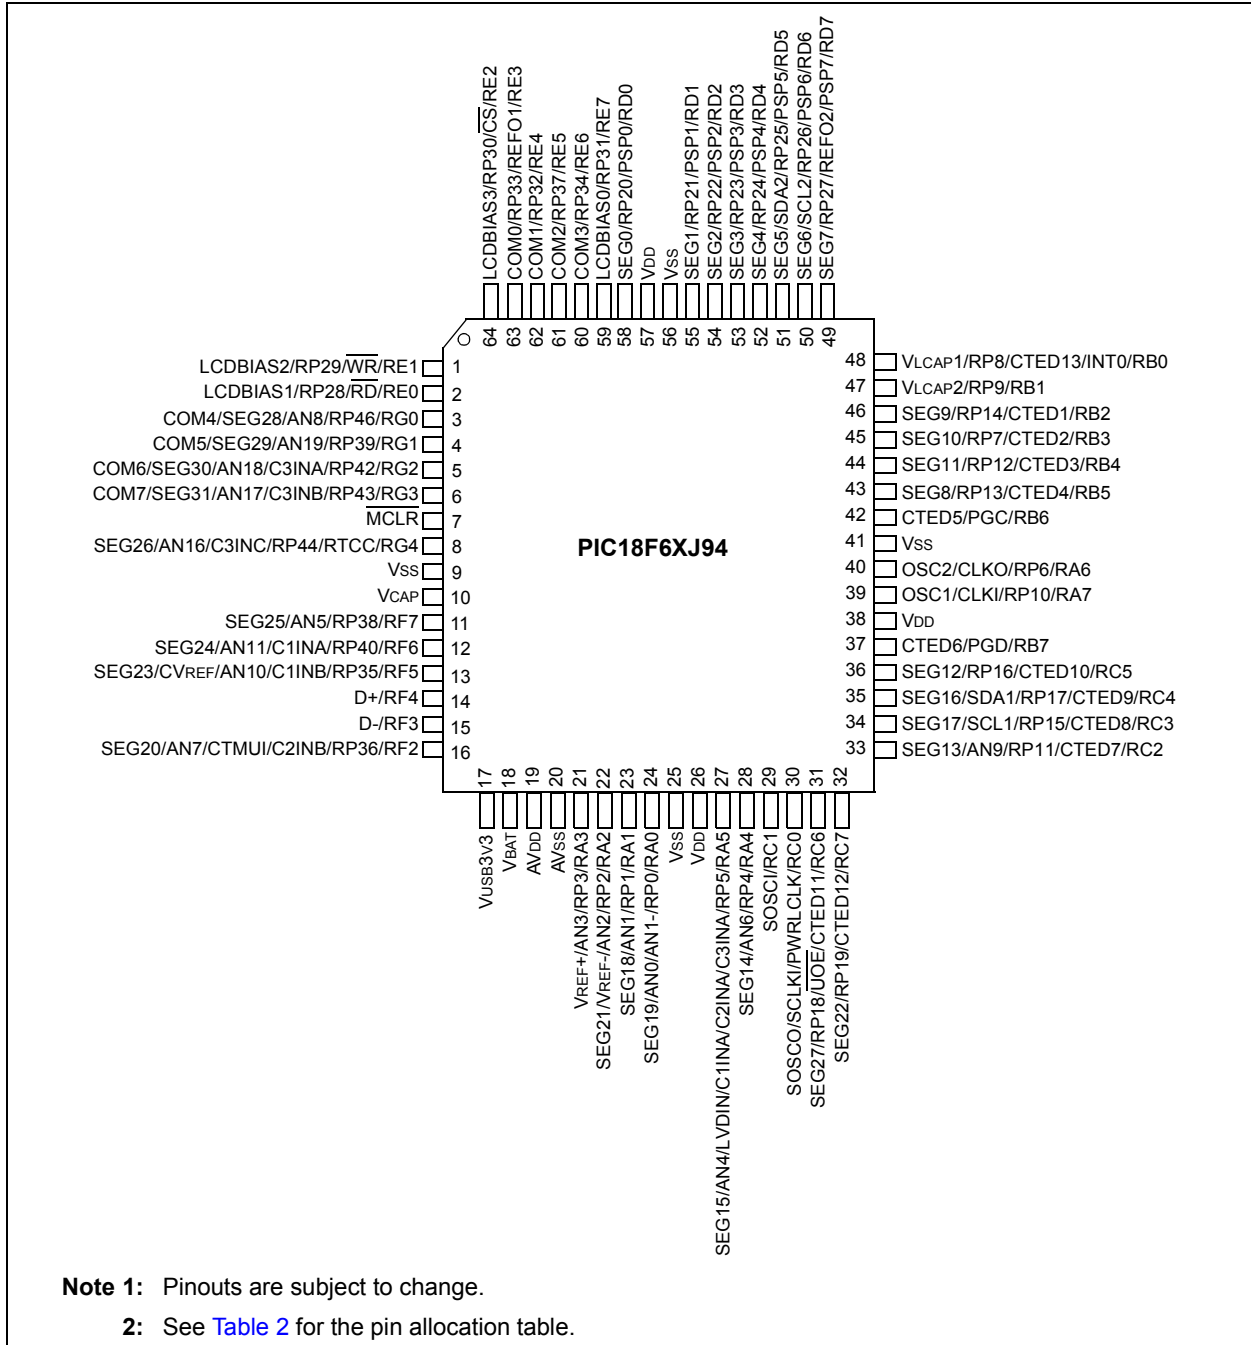 LCDBIAS3/RP30/CS/RE2
COM0/RP33/REFO1/RE3
COM1/RP32/RE4
COM2/RP37/RE5
COM3/RP34/RE6
LCDBIAS0/RP31/RE7
SEG0/RP20/PSP0/RD0
VDD
VSS
SEG1/RP21/PSP1/RD1
SEG2/RP22/PSP2/RD2
SEG3/RP23/PSP3/RD3
SEG4/RP24/PSP4/RD4
SEG5/SDA2/RP25/PSP5/RD5
SEG6/SCL2/RP26/PSP6/RD6
SEG7/RP27/REFO2/PSP7/RD7
64 63 62 61 60 59 58 57 56 55 54 53 52 51 50 49
LCDBIAS2/RP29/WR/RE1 1
LCDBIAS1/RP28/RD/RE0 2
COM4/SEG28/AN8/RP46/RG0 3
COM5/SEG29/AN19/RP39/RG1 4
COM6/SEG30/AN18/C3INA/RP42/RG2 5
COM7/SEG31/AN17/C3INB/RP43/RG3 6
MCLR 7
SEG26/AN16/C3INC/RP44/RTCC/RG4 8
VSS 9
VCAP 10
SEG25/AN5/RP38/RF7 11
SEG24/AN11/C1INA/RP40/RF6 12
SEG23/CVREF/AN10/C1INB/RP35/RF5 13
D+/RF4 14
D-/RF3 15
SEG20/AN7/CTMUI/C2INB/RP36/RF2 16
PIC18F6XJ94
48 VLCAP1/RP8/CTED13/INT0/RB0
47 VLCAP2/RP9/RB1
46 SEG9/RP14/CTED1/RB2
45 SEG10/RP7/CTED2/RB3
44 SEG11/RP12/CTED3/RB4
43 SEG8/RP13/CTED4/RB5
42 CTED5/PGC/RB6
41 VSS
40 OSC2/CLKO/RP6/RA6
39 OSC1/CLKI/RP10/RA7
38 VDD
37 CTED6/PGD/RB7
36 SEG12/RP16/CTED10/RC5
35 SEG16/SDA1/RP17/CTED9/RC4
34 SEG17/SCL1/RP15/CTED8/RC3
33 SEG13/AN9/RP11/CTED7/RC2
17 18 19 20 21 22 23 24 25 26 27 28 29 30 31 32
VUSB3V3
VBAT
AVDD
AVSS
VREF+/AN3/RP3/RA3
SEG21/VREF-/AN2/RP2/RA2
SEG18/AN1/RP1/RA1
SEG19/AN0/AN1-/RP0/RA0
VSS
VDD
SEG15/AN4/LVDIN/C1INA/C2INA/C3INA/RP5/RA5
SEG14/AN6/RP4/RA4
SOSCI/RC1
SOSCO/SCLKI/PWRLCLK/RC0
SEG27/RP18/UOE/CTED11/RC6
SEG22/RP19/CTED12/RC7
Note 1: Pinouts are subject to change.
2: See Table 2 for the pin allocation table.